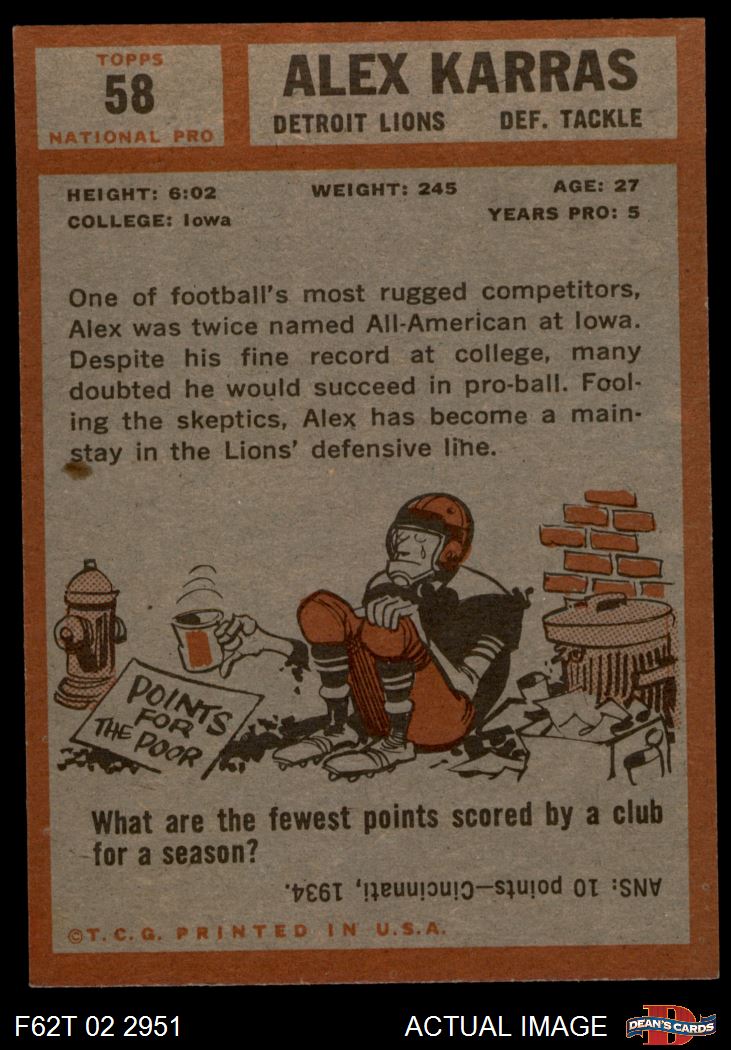 TOPPS
58
NATIONAL PRO
ALEX KARRAS
DETROIT LIONS DEF. TACKLE
HEIGHT: 6:02 WEIGHT: 245 AGE: 27
COLLEGE: Iowa YEARS PRO: 5
One of football's most rugged competitors,
Alex was twice named All-American at Iowa.
Despite his fine record at college, many
doubted he would succeed in pro-ball. Fool-
ing the skeptics, Alex has become a main-
stay in the Lions' defensive line.
POINTS
FOR
THE POOR
What are the fewest points scored by a club
for a season?
ANS: 10 points—Cincinnati, 1934.
©T. C. G. PRINTED IN U.S.A.
F62T 02 2951 ACTUAL IMAGE
D
DEAN'S CARDS